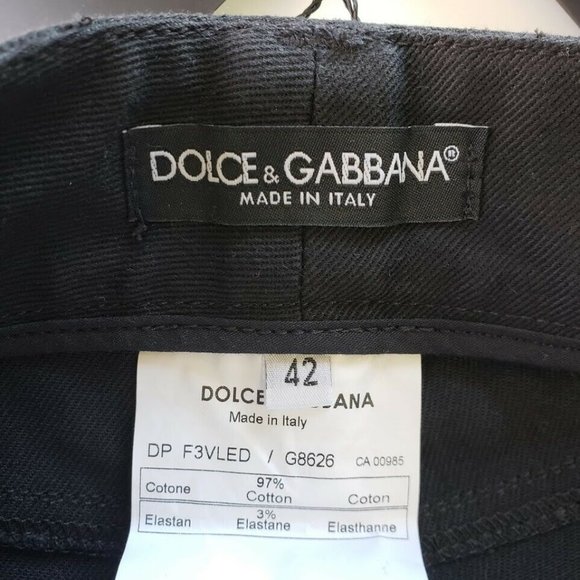 DOLCE & GABBANA®
MADE IN ITALY
42
DOLCE BANA
Made in Italy
DP F3VLED / G8626 CA 00985
97%
Cotone Cotton Coton
3%
Elastan Elastane Elasthanne